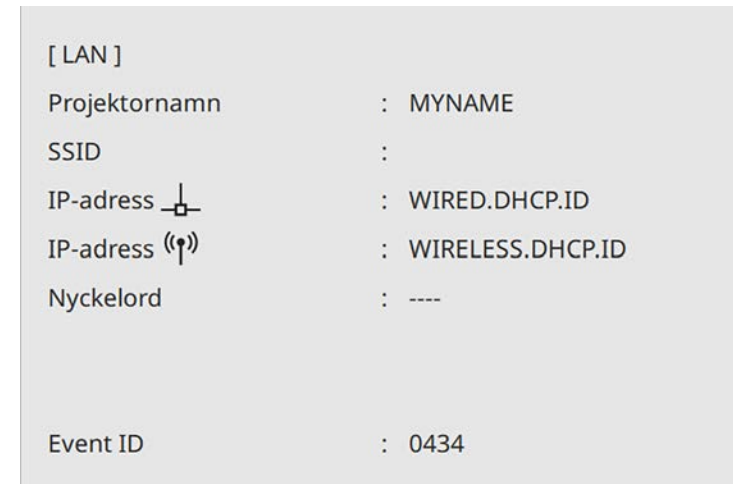 [ LAN ]
Projektornamn : MYNAME
SSID :
IP-adress : WIRED.DHCP.ID
IP-adress : WIRELESS.DHCP.ID
Nyckelord : ----
Event ID : 0434